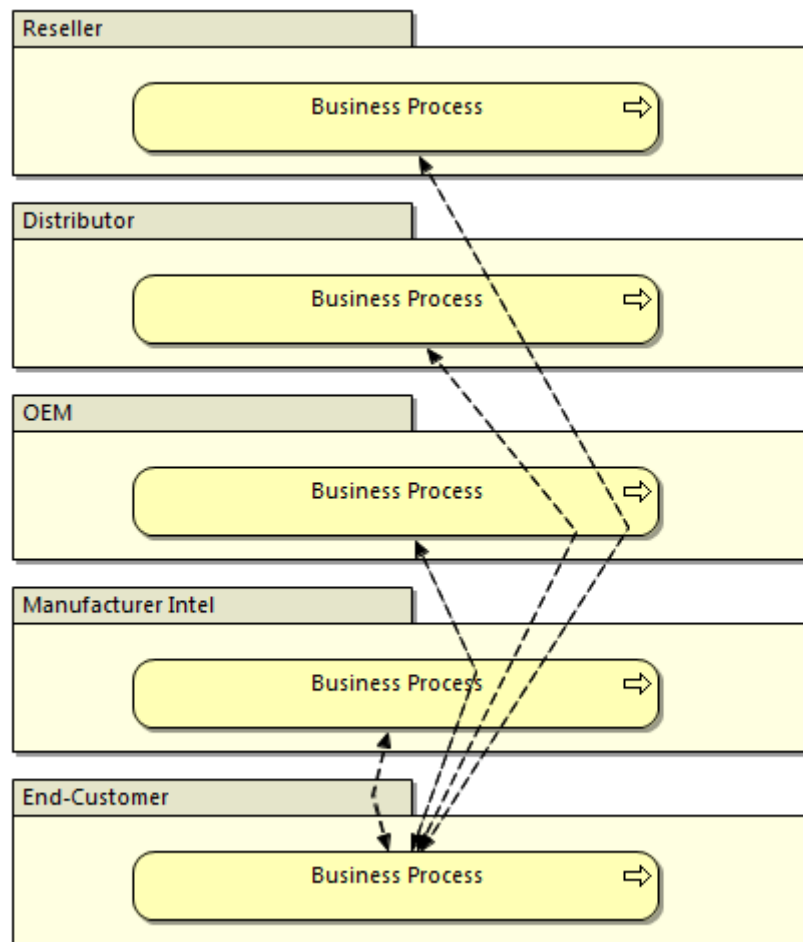 Reseller
Business Process
Distributor
Business Process
OEM
Business Process
Manufacturer Intel
Business Process
End-Customer
Business Process